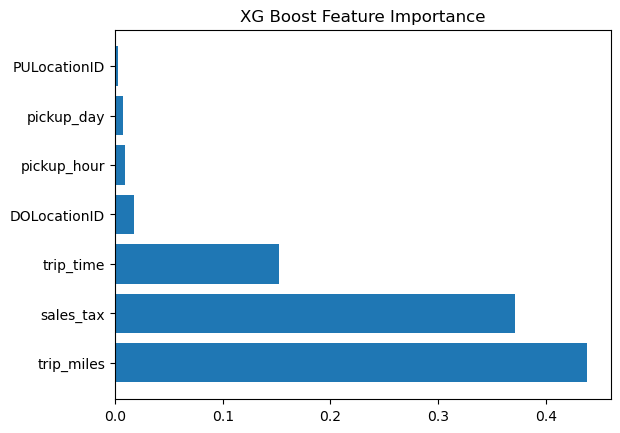 XG Boost Feature Importance
PULocationID
pickup_day
pickup_hour
DOLocationID
trip_time
sales_tax
trip_miles
0.0 0.1 0.2 0.3 0.4